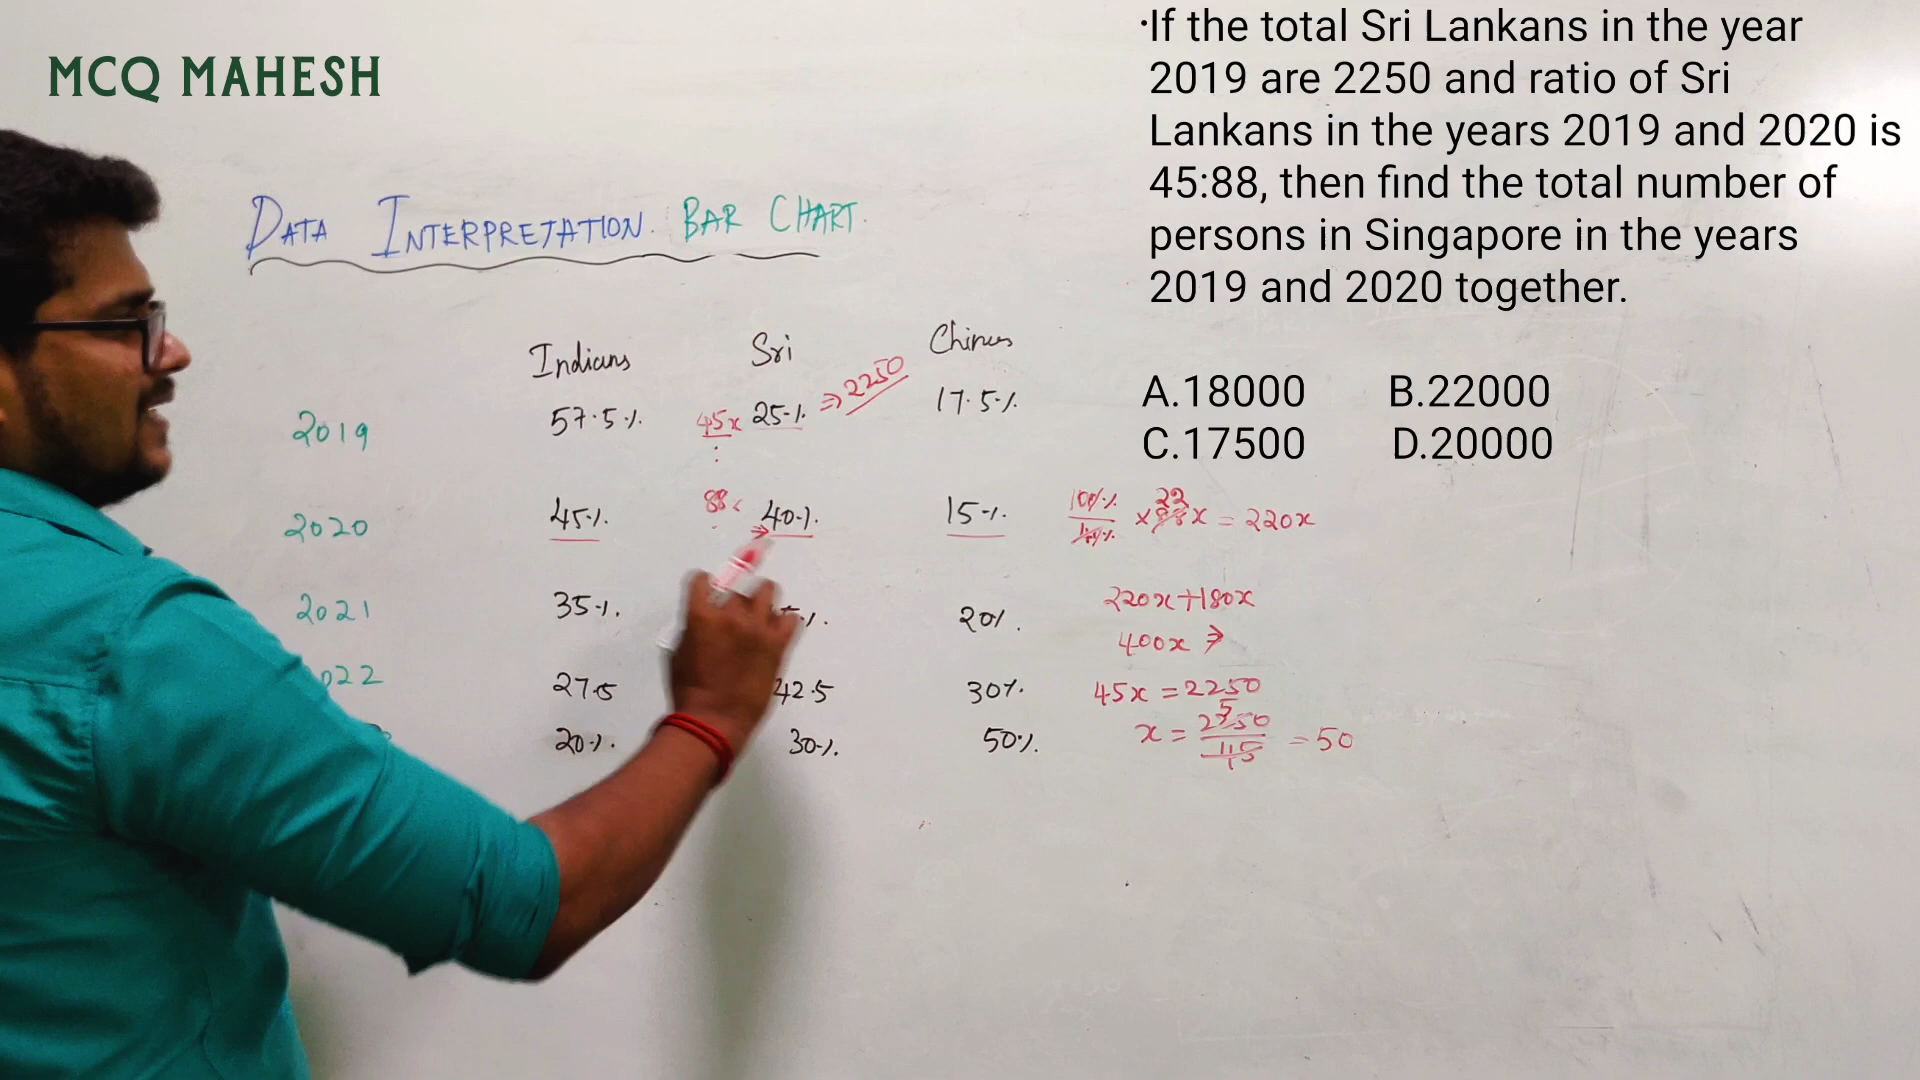 MCQ MAHESH
·If the total Sri Lankans in the year
2019 are 2250 and ratio of Sri
Lankans in the years 2019 and 2020 is
45:88, then find the total number of
persons in Singapore in the years
2019 and 2020 together.
A.18000 B.22000
C.17500 D.20000
DATA INTERPRETATION. BAR CHART.
Indians Sri Chines
2019 57.5% 45x 25% ⇒ 2250 17.5%
:
2020 45% 88 ⇒ 40% 15% 100% × 22 x = 220x
2021 35% 20%.
220x+180x
400x ⇒
022 27.5 42.5 30% 45x = 2250
20% 30% 50% x = 2250 = 50